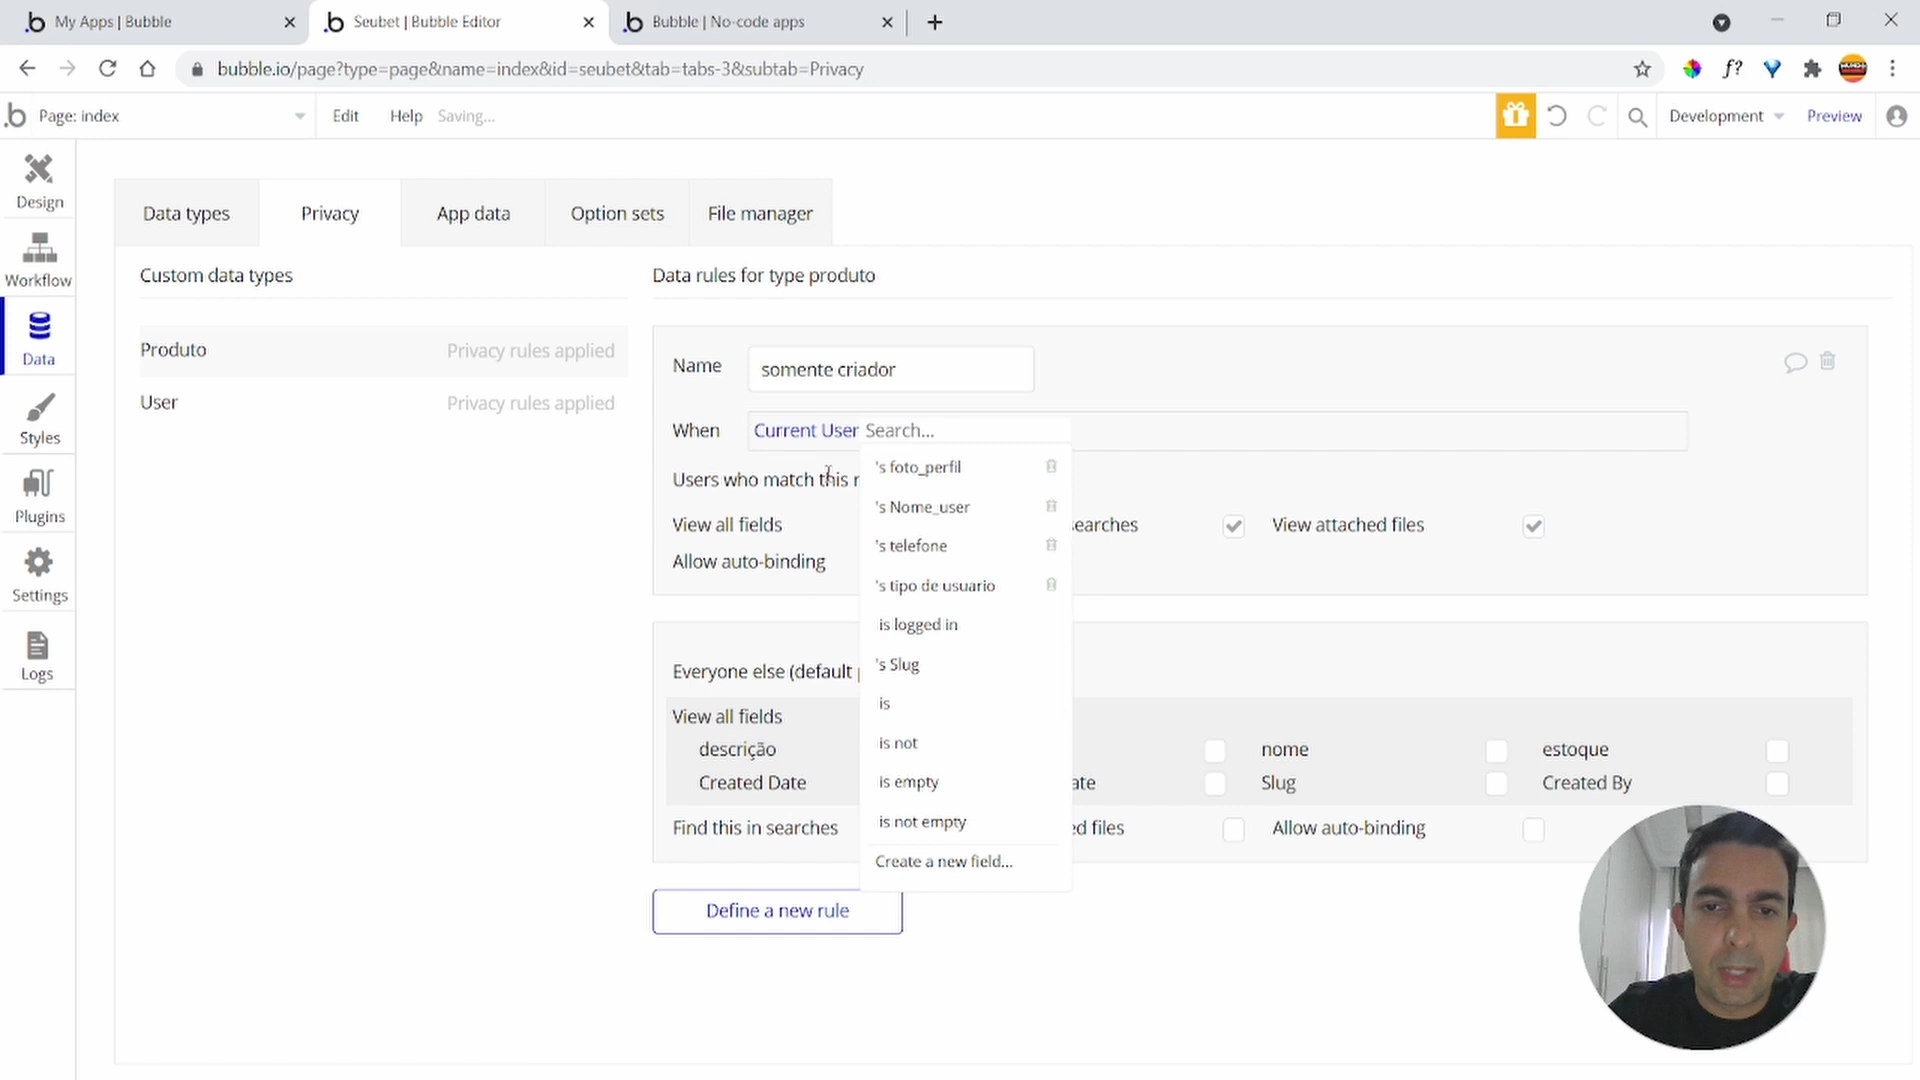 My Apps | Bubble
Seubet | Bubble Editor
Bubble | No-code apps
bubble.io/page?type=page&name=index&id=seubet&tab=tabs-3&subtab=Privacy
f?
Page: index
Edit
Help
Saving...
Development
Preview
Design
Workflow
Data
Styles
Plugins
Settings
Logs
Data types
Privacy
App data
Option sets
File manager
Custom data types
Produto
Privacy rules applied
User
Privacy rules applied
Data rules for type produto
Name
somente criador
When
Current User
Search...
Users who match this r
View all fields
searches
View attached files
Allow auto-binding
's foto_perfil
's Nome_user
's telefone
's tipo de usuario
is logged in
's Slug
is
is not
is empty
is not empty
Create a new field...
Everyone else (default p
View all fields
descrição
nome
estoque
Created Date
ate
Slug
Created By
Find this in searches
ed files
Allow auto-binding
Define a new rule